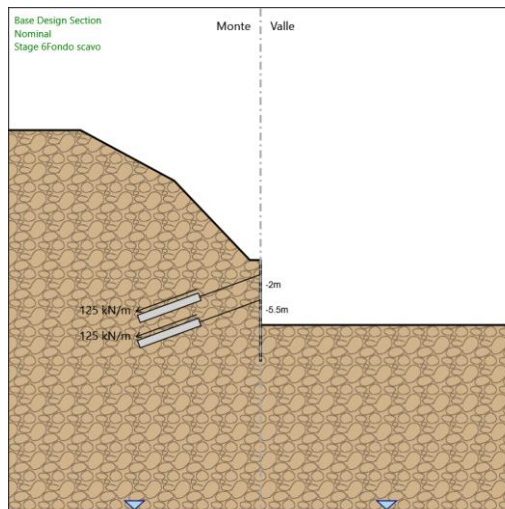 Base Design Section
Nominal
Stage 6Fondo scavo
Monte
Valle
-2m
-5.5m
125 kN/m
125 kN/m